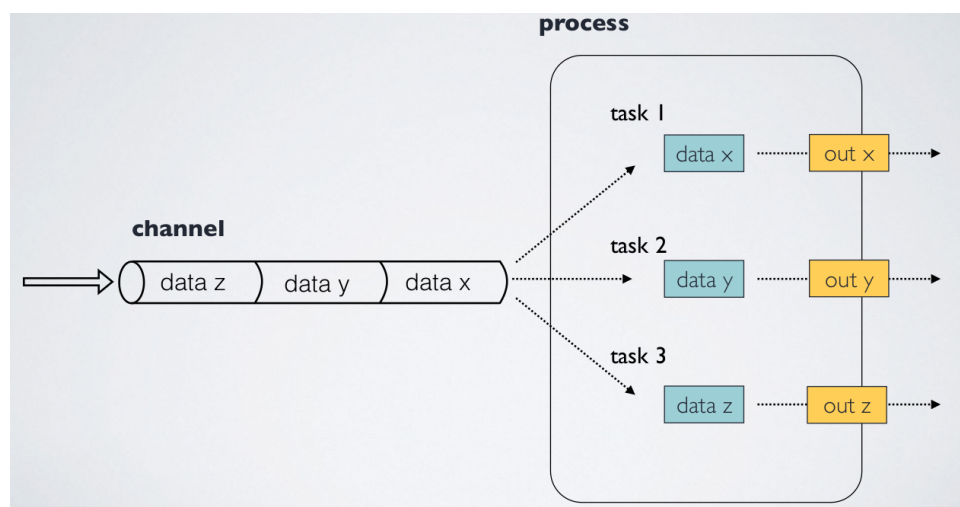 process
task 1
data x
out x
channel
task 2
data z
data y
data x
data y
out y
task 3
data z
out z